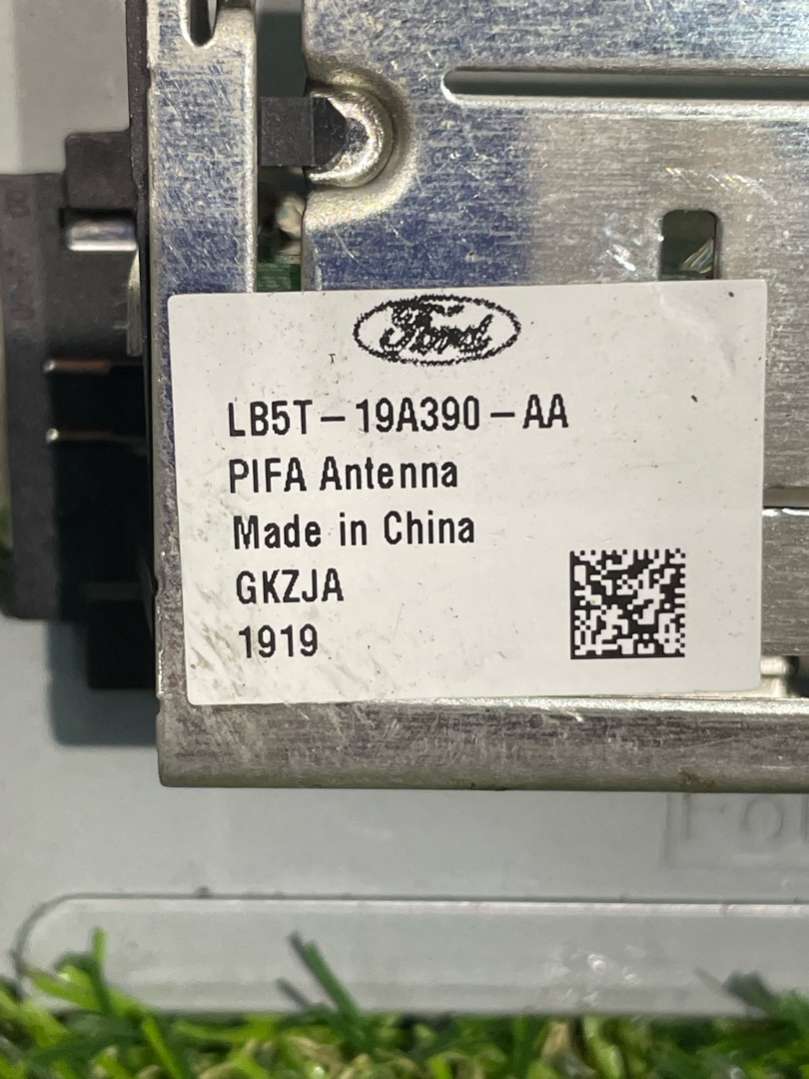 Ford
LB5T-19A390-AA
PIFA Antenna
Made in China
GKZJA
1919